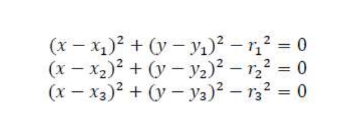 (x − x₁)² + (y − y₁)² − r₁² = 0
(x − x₂)² + (y − y₂)² − r₂² = 0
(x − x₃)² + (y − y₃)² − r₃² = 0